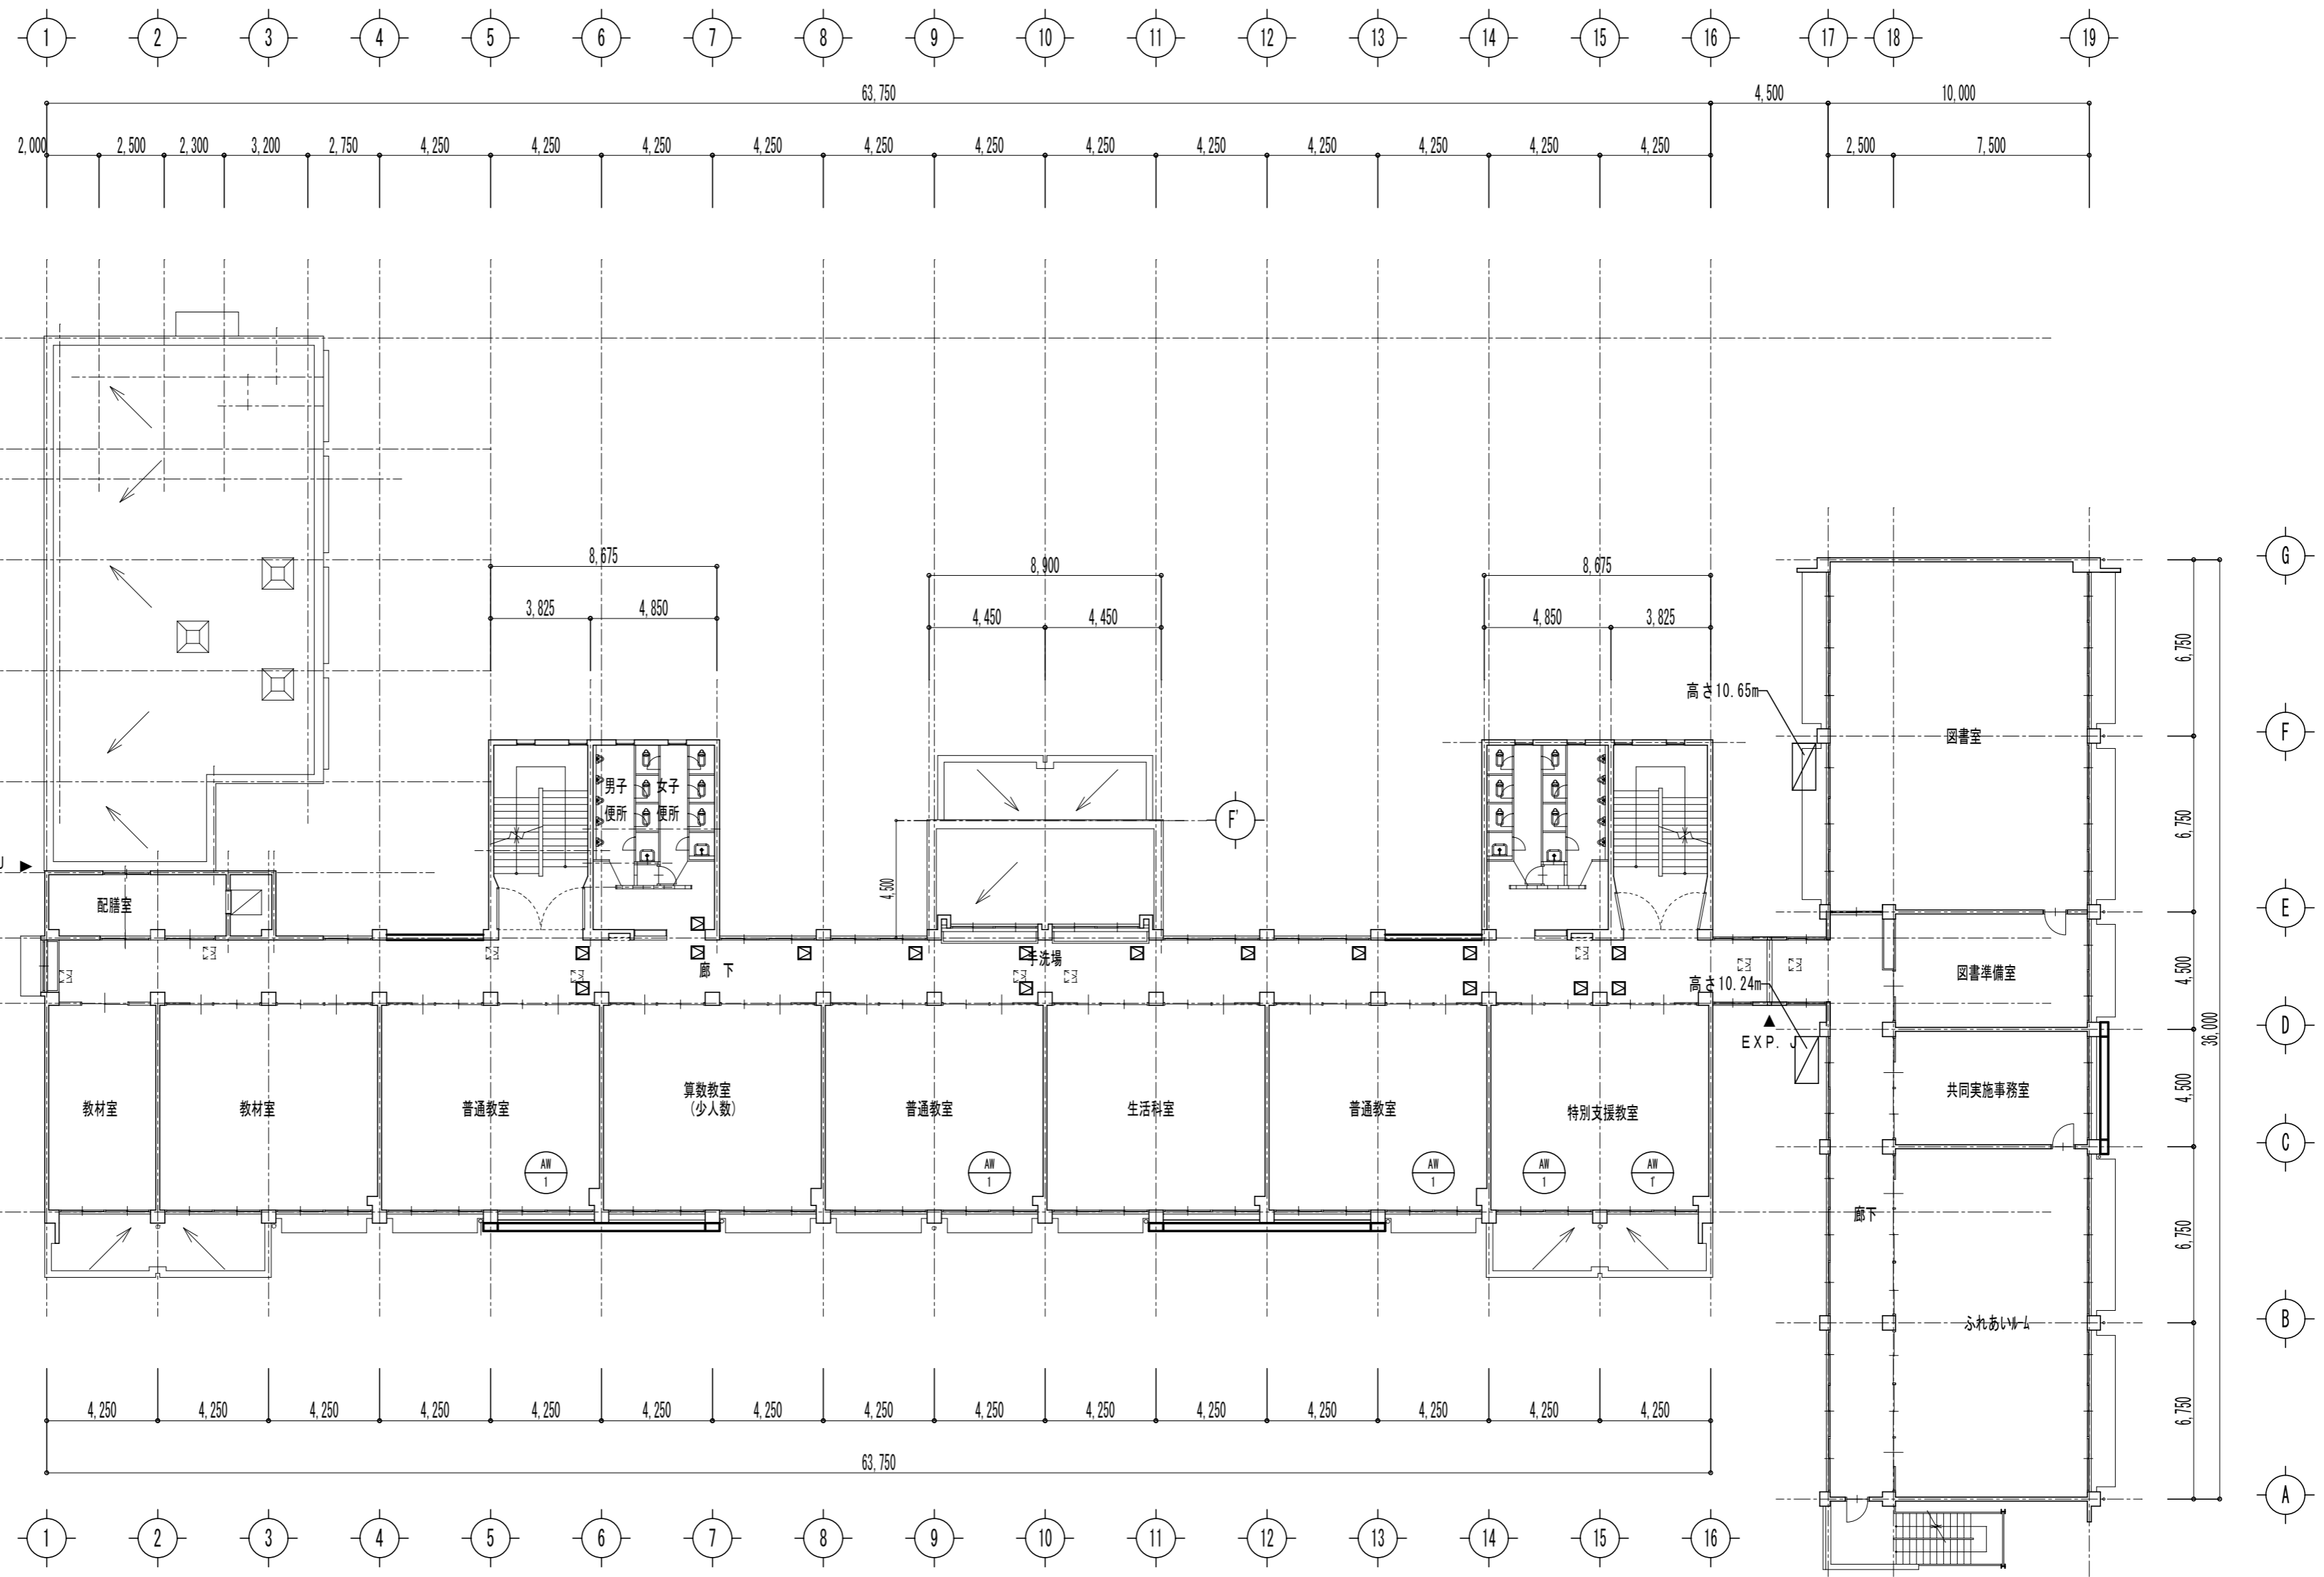 1 2 3 4 5 6 7 8 9 10 11 12 13 14 15 16 17 18 19
63,750 4,500 10,000
2,000 2,500 2,300 3,200 2,750 4,250 4,250 4,250 4,250 4,250 4,250 4,250 4,250 4,250 4,250 4,250 4,250 2,500 7,500
8,675 8,900 8,675
3,825 4,850 4,450 4,450 4,850 3,825
G
6,750
高さ10.65m
図書室
F
男子 女子
便所 便所
F'
6,750
4,500
配膳室
E
廊 下
手洗場
図書準備室
4,500
高さ10.24m
D
36,000
EXP. J
算数教室
(少人数)
教材室 教材室 普通教室 普通教室 生活科室 普通教室 特別支援教室
共同実施事務室
4,500
C
AW AW AW AW AW
1 1 1 1 1'
廊下
6,750
ふれあいルーム
B
6,750
4,250 4,250 4,250 4,250 4,250 4,250 4,250 4,250 4,250 4,250 4,250 4,250 4,250 4,250 4,250
63,750
A
1 2 3 4 5 6 7 8 9 10 11 12 13 14 15 16